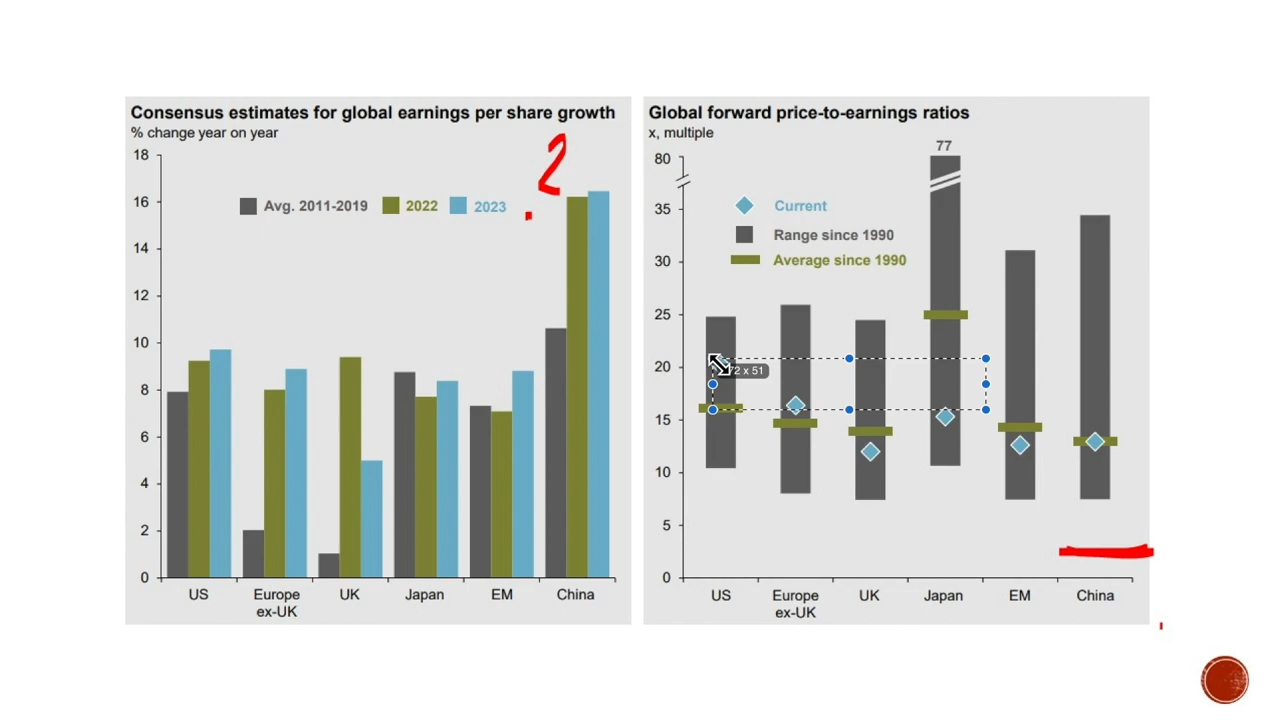 Consensus estimates for global earnings per share growth
% change year on year
18
16
14
12
10
8
6
4
2
0
Avg. 2011-2019
2022
2023
2
US
Europe ex-UK
UK
Japan
EM
China
Global forward price-to-earnings ratios
x, multiple
77
80
35
30
25
20
15
10
5
0
Current
Range since 1990
Average since 1990
72 x 51
US
Europe ex-UK
UK
Japan
EM
China